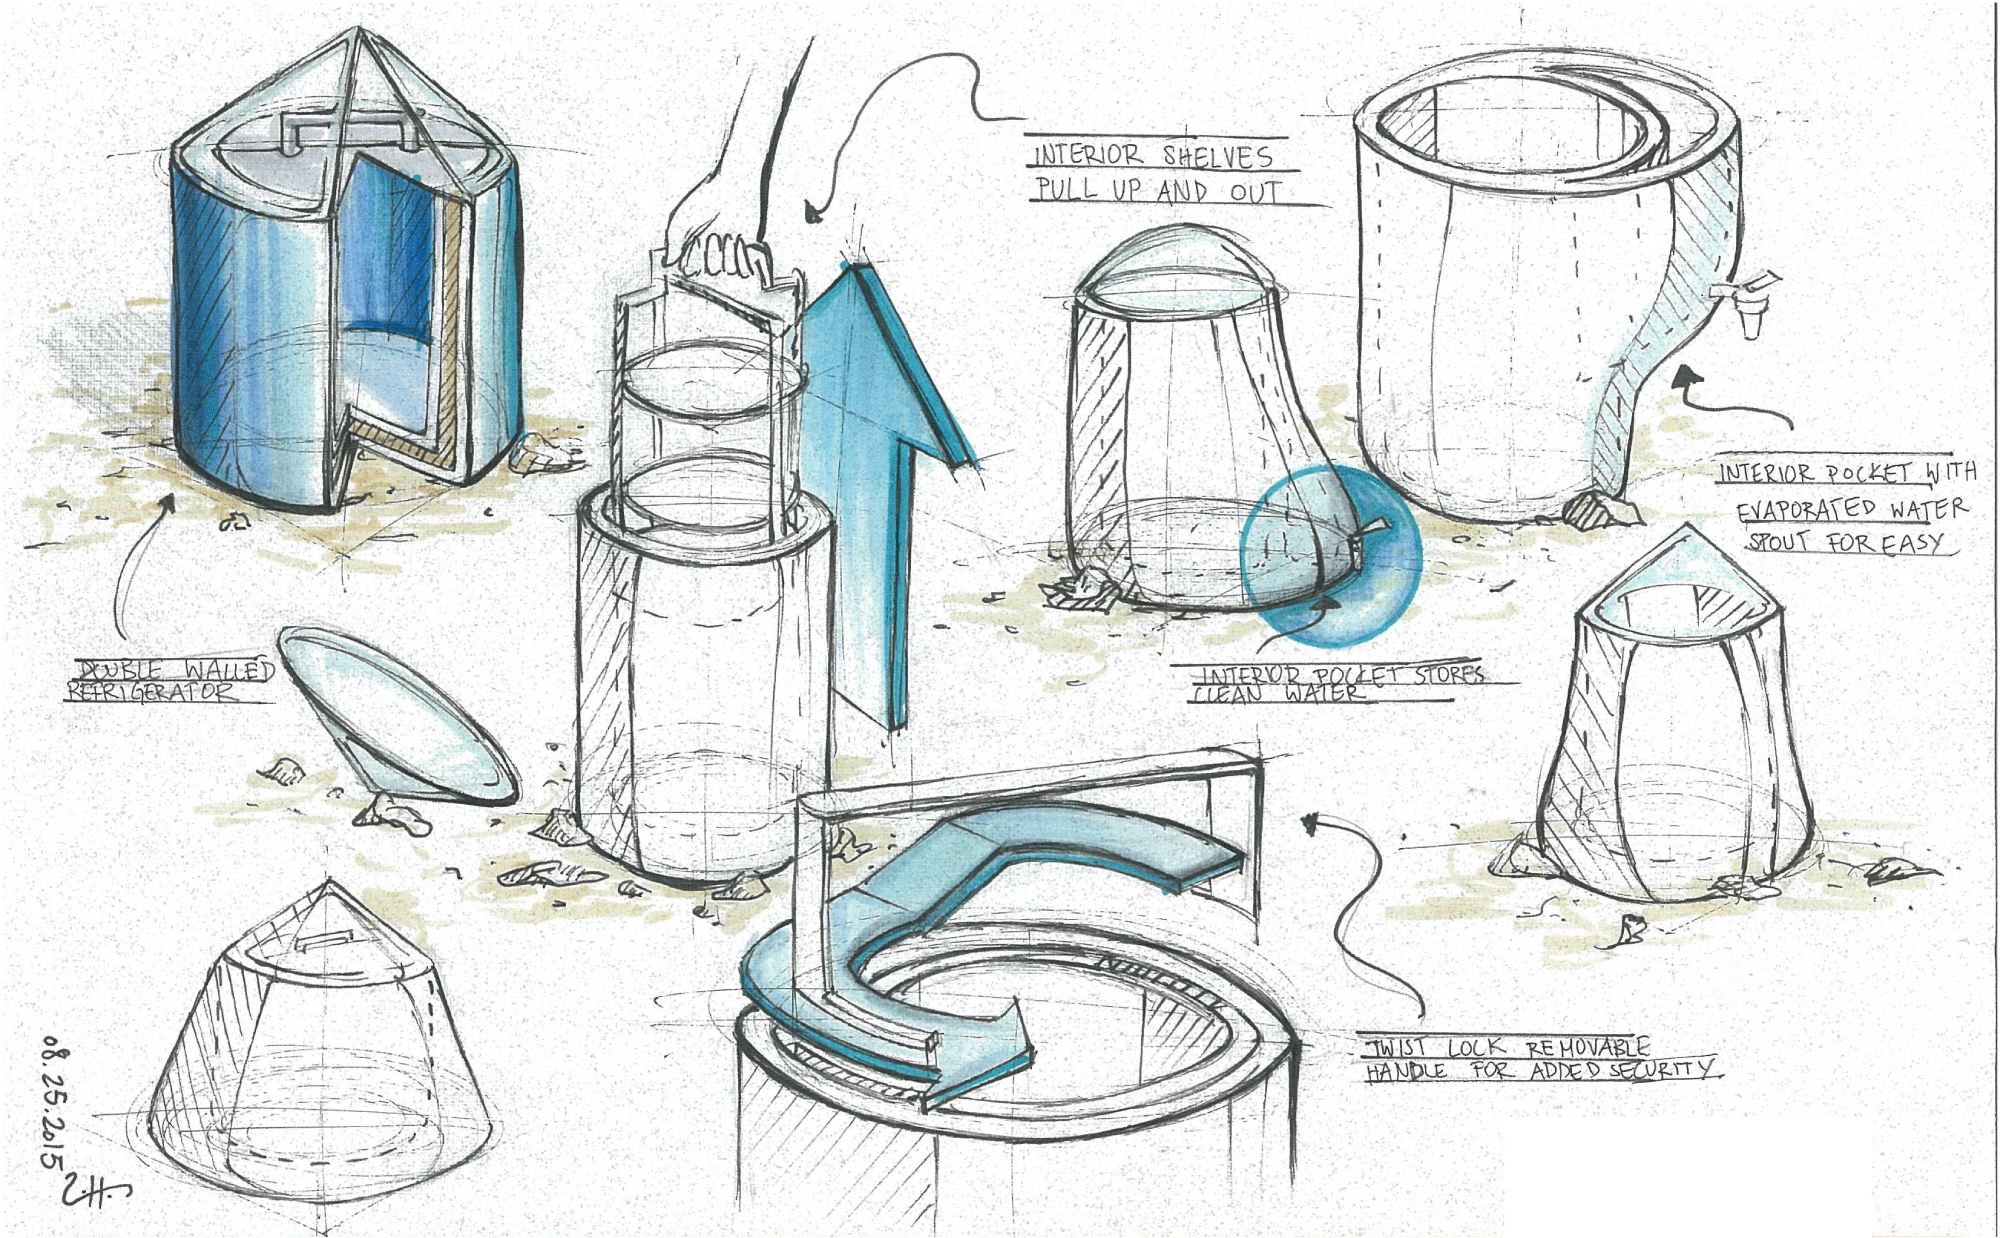 INTERIOR SHELVES
PULL UP AND OUT
INTERIOR POCKET WITH
EVAPORATED WATER
SPOUT FOR EASY
DOUBLE WALLED
REFRIGERATOR
INTERIOR POCKET STORES
CLEAN WATER
TWIST LOCK REMOVABLE
HANDLE FOR ADDED SECURITY
08.25.2015